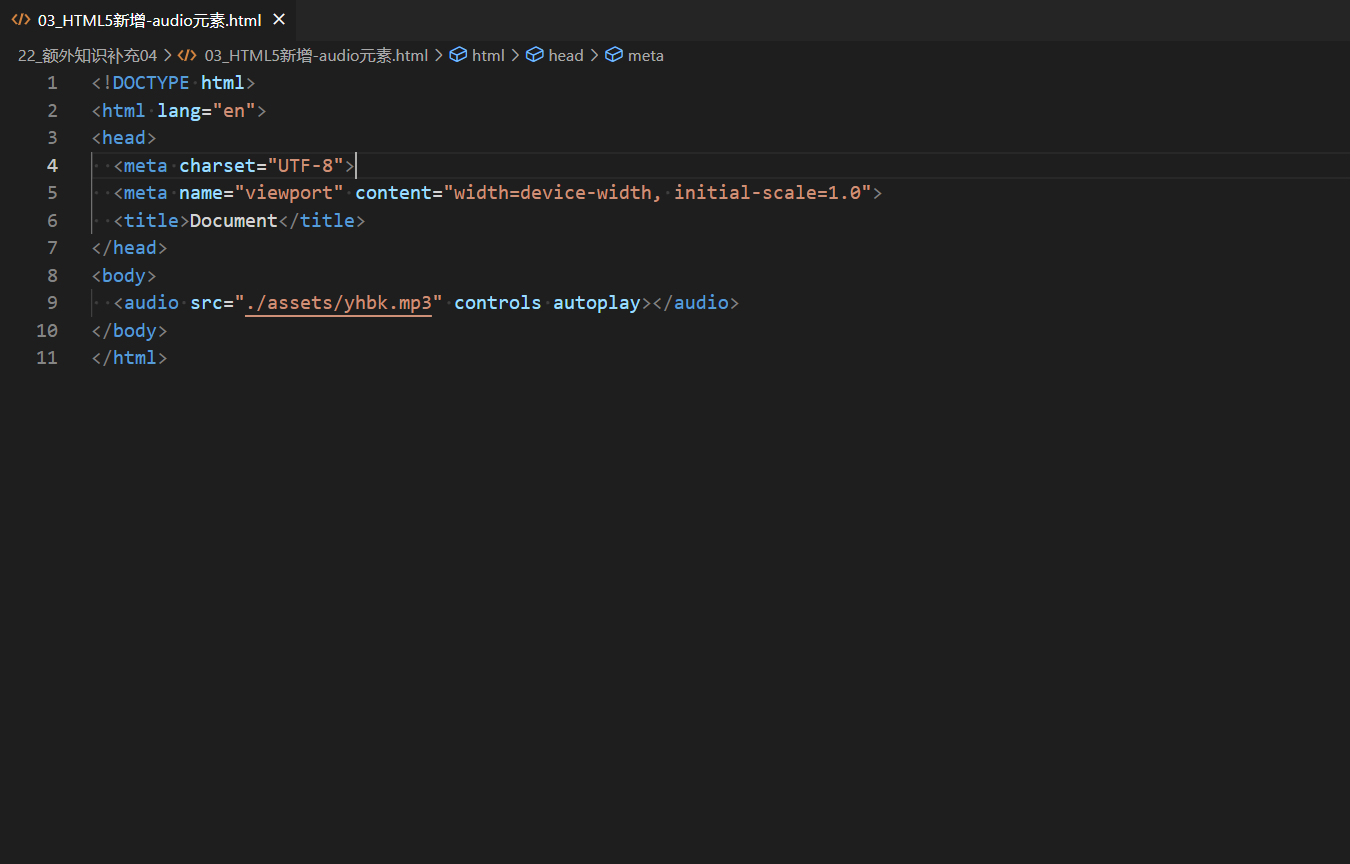 03_HTML5新增-audio元素.html
22_额外知识补充04 > 03_HTML5新增-audio元素.html > html > head > meta
1 <!DOCTYPE html>
2 <html lang="en">
3 <head>
4 <meta charset="UTF-8">
5 <meta name="viewport" content="width=device-width, initial-scale=1.0">
6 <title>Document</title>
7 </head>
8 <body>
9 <audio src="./assets/yhbk.mp3" controls autoplay></audio>
10 </body>
11 </html>